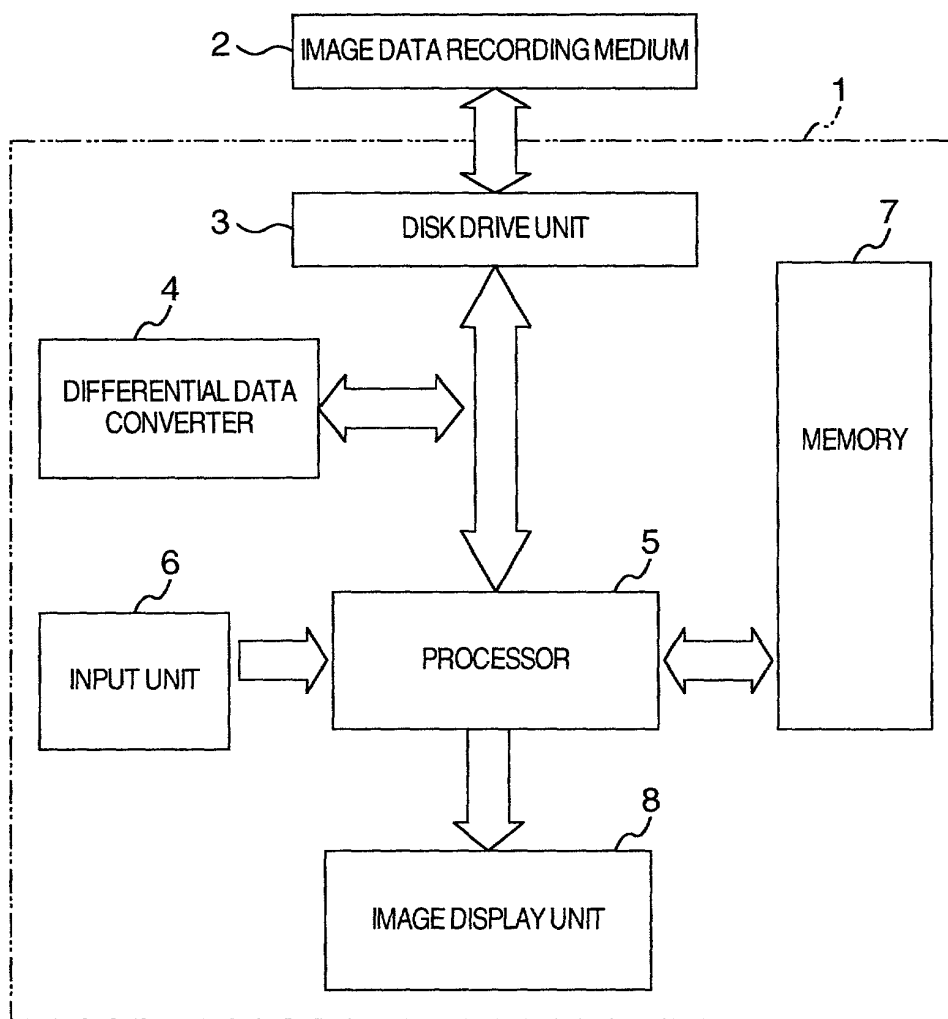 2
IMAGE DATA RECORDING MEDIUM
1
3
DISK DRIVE UNIT
7
4
DIFFERENTIAL DATA
CONVERTER
MEMORY
5
6
PROCESSOR
INPUT UNIT
8
IMAGE DISPLAY UNIT